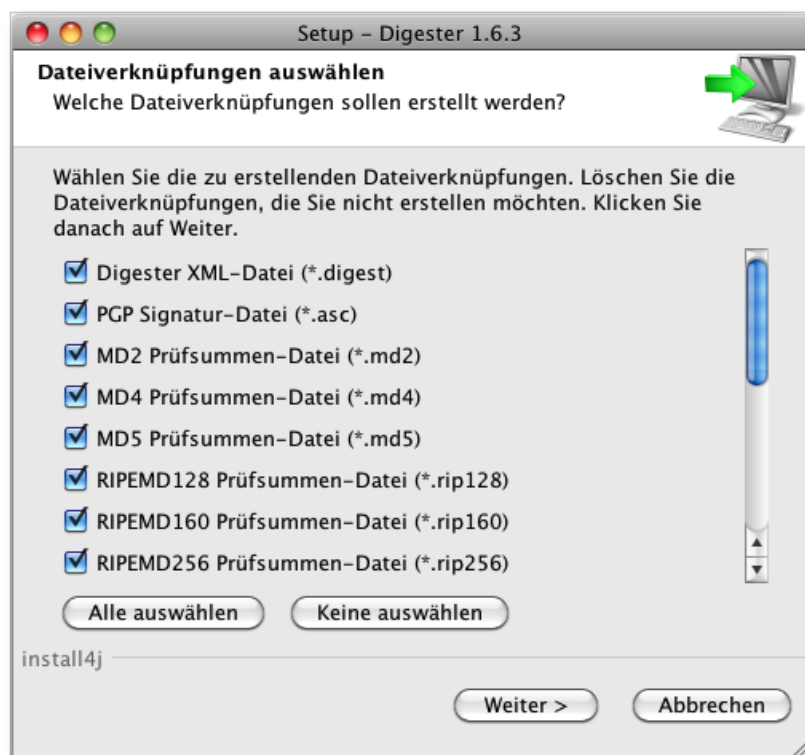 Setup – Digester 1.6.3
Dateiverknüpfungen auswählen
Welche Dateiverknüpfungen sollen erstellt werden?
Wählen Sie die zu erstellenden Dateiverknüpfungen. Löschen Sie die
Dateiverknüpfungen, die Sie nicht erstellen möchten. Klicken Sie
danach auf Weiter.
Digester XML-Datei (*.digest)
PGP Signatur-Datei (*.asc)
MD2 Prüfsummen-Datei (*.md2)
MD4 Prüfsummen-Datei (*.md4)
MD5 Prüfsummen-Datei (*.md5)
RIPEMD128 Prüfsummen-Datei (*.rip128)
RIPEMD160 Prüfsummen-Datei (*.rip160)
RIPEMD256 Prüfsummen-Datei (*.rip256)
Alle auswählen Keine auswählen
install4j
Weiter > Abbrechen